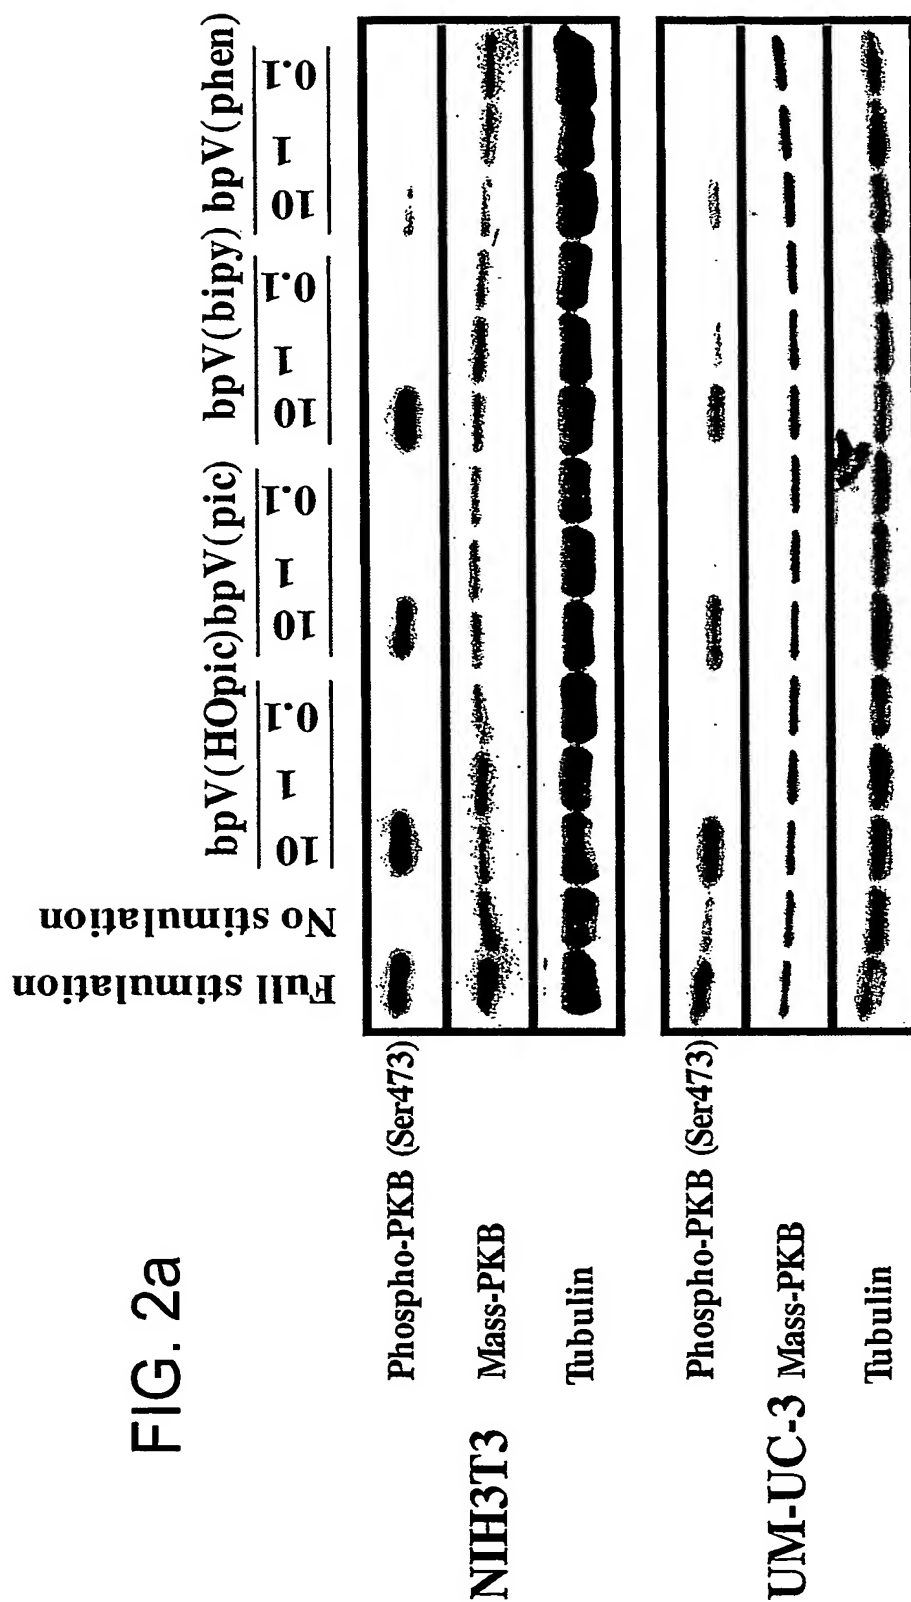 FIG. 2a
Full stimulation
No stimulation
bpV(HOpic) bpV(pic) bpV(bipy) bpV(phen)
10 1 0.1 10 1 0.1 10 1 0.1 10 1 0.1
NIH3T3
Phospho-PKB (Ser473)
Mass-PKB
Tubulin
UM-UC-3
Phospho-PKB (Ser473)
Mass-PKB
Tubulin